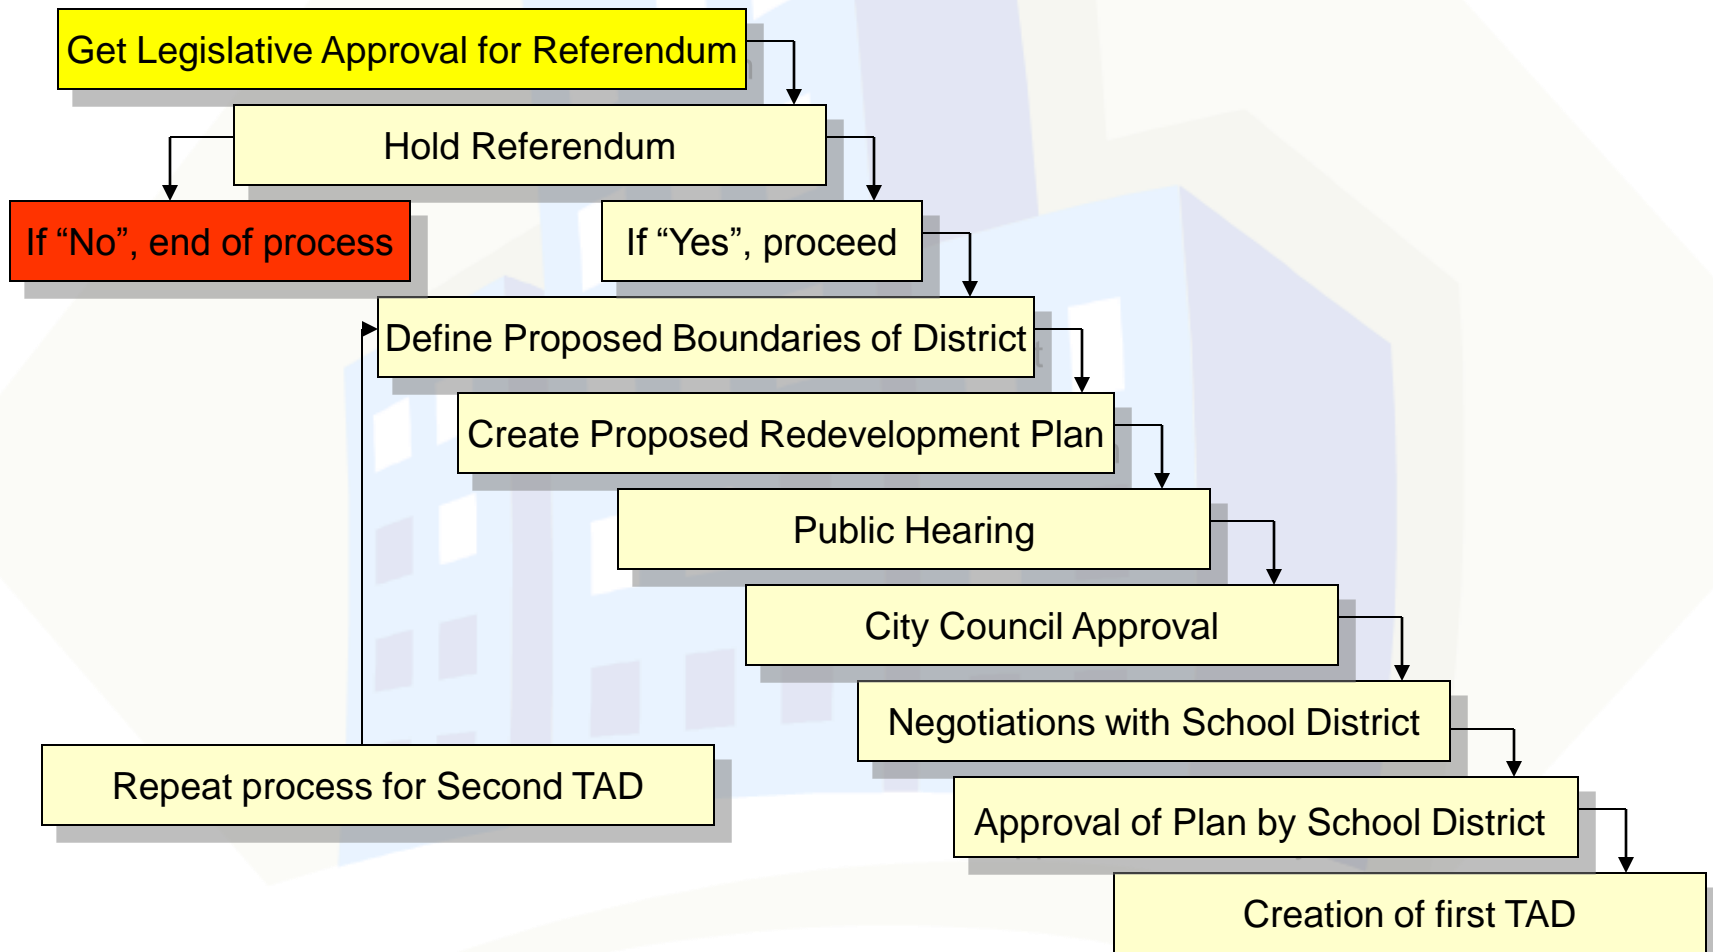 Get Legislative Approval for Referendum
Hold Referendum
If “No”, end of process
If “Yes”, proceed
Define Proposed Boundaries of District
Create Proposed Redevelopment Plan
Public Hearing
City Council Approval
Negotiations with School District
Repeat process for Second TAD
Approval of Plan by School District
Creation of first TAD